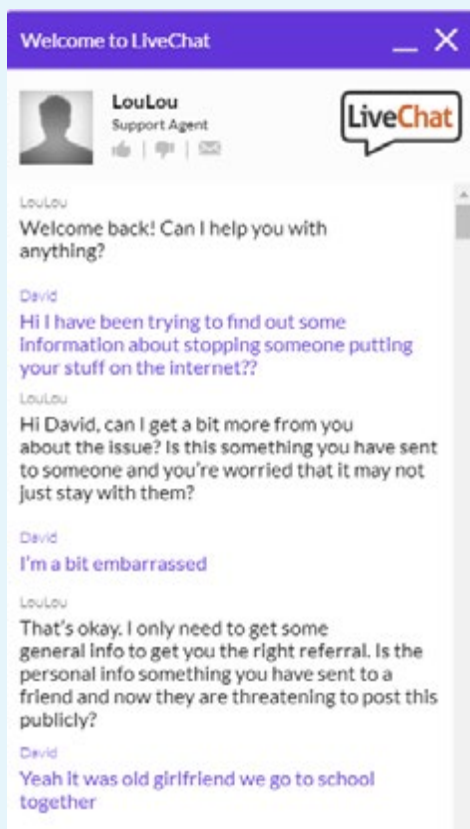 Welcome to LiveChat
LouLou
Support Agent
LiveChat
LouLou
Welcome back! Can I help you with
anything?
David
Hi I have been trying to find out some
information about stopping someone putting
your stuff on the internet??
LouLou
Hi David, can I get a bit more from you
about the issue? Is this something you have sent
to someone and you're worried that it may not
just stay with them?
David
I'm a bit embarrassed
LouLou
That's okay. I only need to get some
general info to get you the right referral. Is the
personal info something you have sent to a
friend and now they are threatening to post this
publicly?
David
Yeah it was old girlfriend we go to school
together